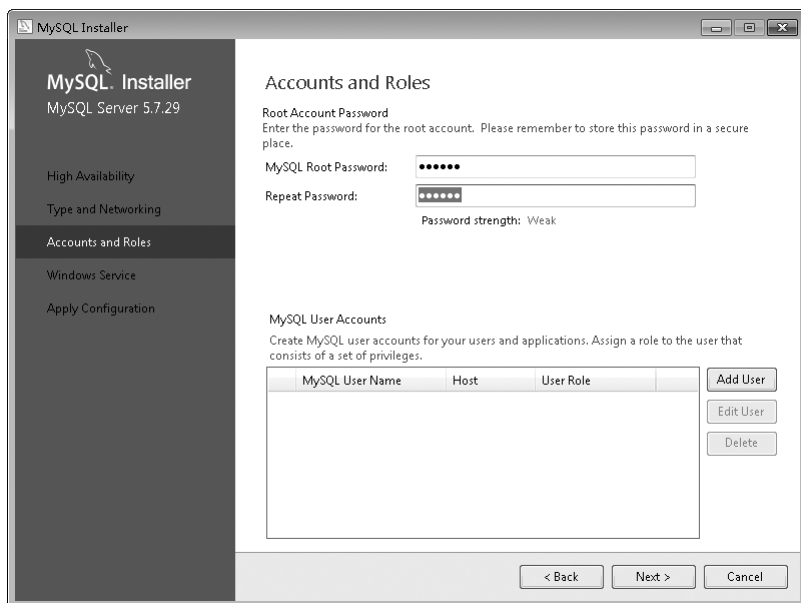 MySQL Installer
MySQL. Installer
MySQL Server 5.7.29
High Availability
Type and Networking
Accounts and Roles
Windows Service
Apply Configuration
Accounts and Roles
Root Account Password
Enter the password for the root account. Please remember to store this password in a secure
place.
MySQL Root Password: ••••••
Repeat Password: ••••••
Password strength: Weak
MySQL User Accounts
Create MySQL user accounts for your users and applications. Assign a role to the user that
consists of a set of privileges.
MySQL User Name Host User Role
Add User
Edit User
Delete
< Back Next > Cancel